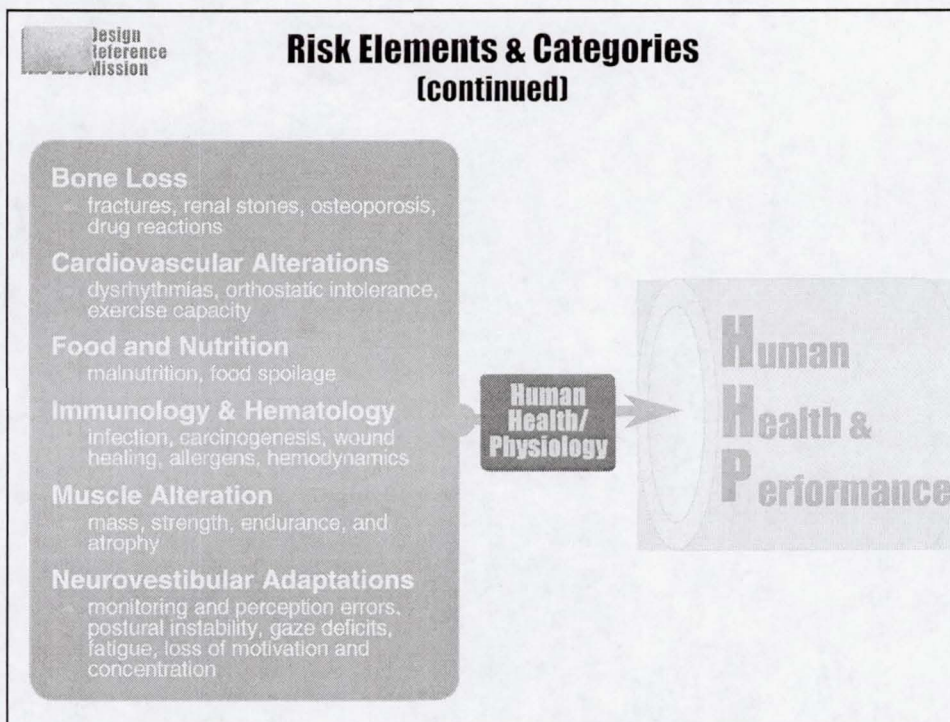 Design
Reference
Mission
Risk Elements & Categories
(continued)
Bone Loss
fractures, renal stones, osteoporosis,
drug reactions
Cardiovascular Alterations
dysrhythmias, orthostatic intolerance,
exercise capacity
Food and Nutrition
malnutrition, food spoilage
Immunology & Hematology
infection, carcinogenesis, wound
healing, allergens, hemodynamics
Muscle Alteration
mass, strength, endurance, and
atrophy
Neurovestibular Adaptations
monitoring and perception errors,
postural instability, gaze deficits,
fatigue, loss of motivation and
concentration
Human
Health/
Physiology
Human
Health &
Performance